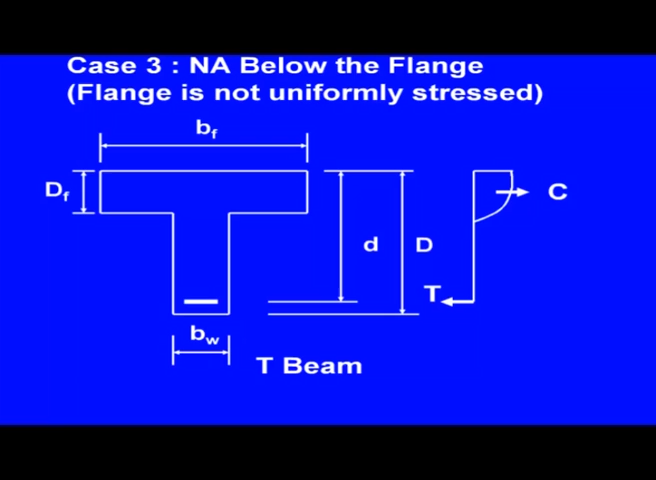 Case 3 : NA Below the Flange
(Flange is not uniformly stressed)
bf
Df
C
d
D
T
bw
T Beam